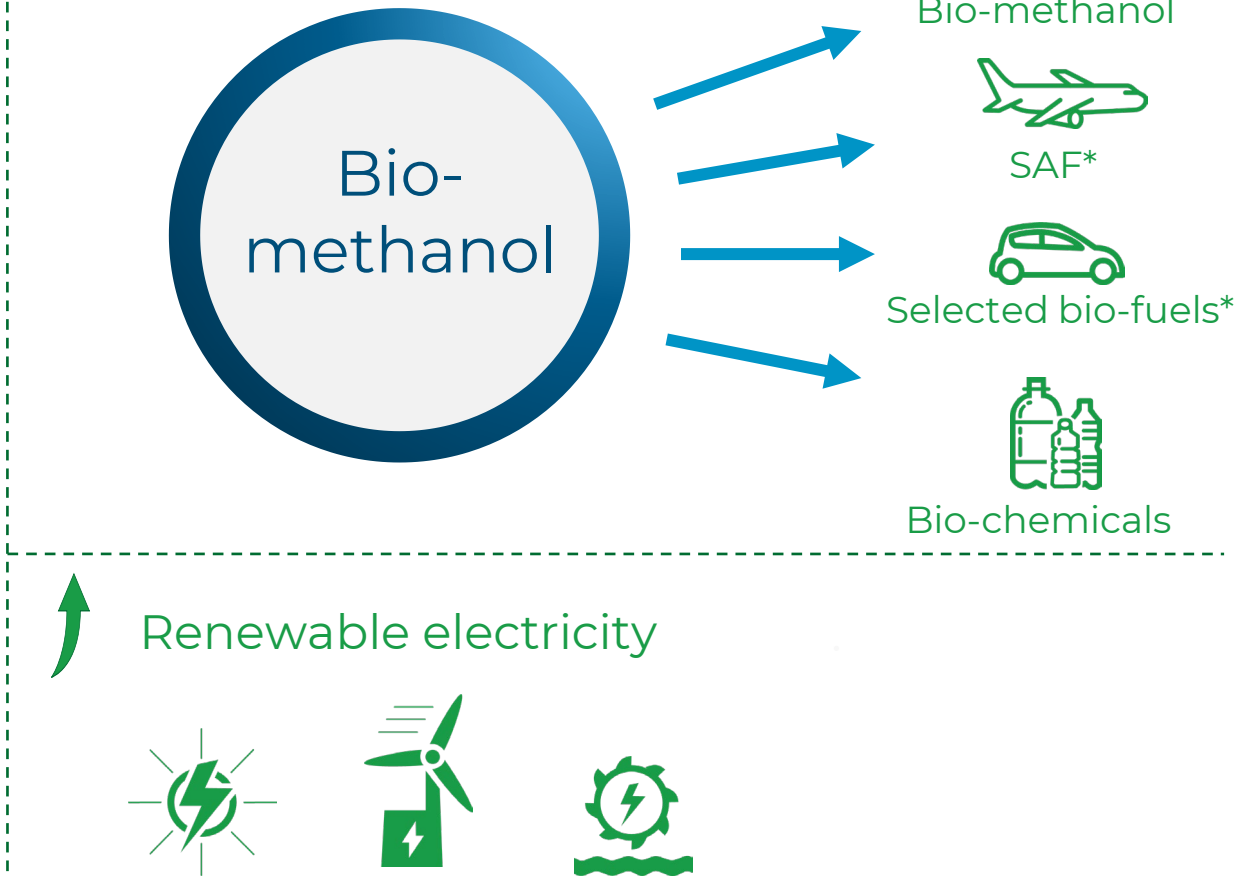 Bio-methanol
Bio-
methanol
SAF*
Selected bio-fuels*
Bio-chemicals
Renewable electricity